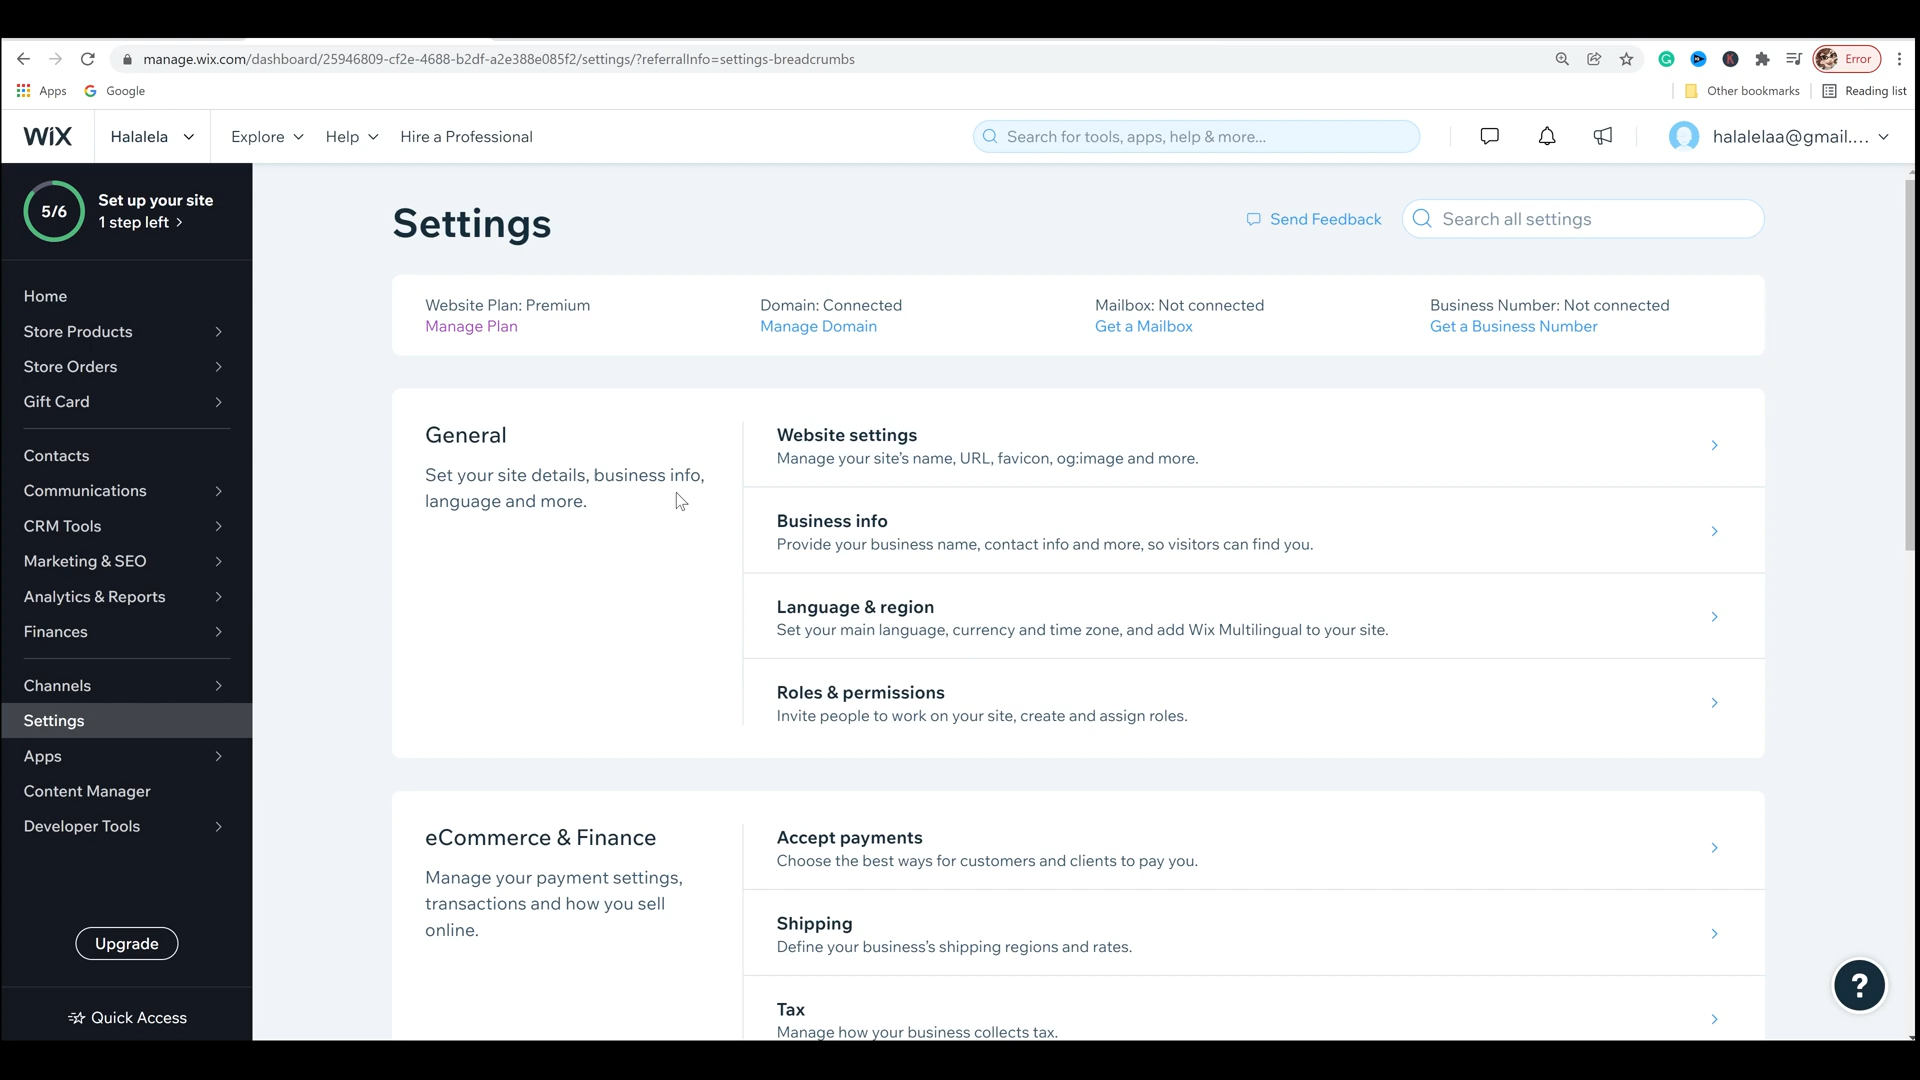 manage.wix.com/dashboard/25946809-cf2e-4688-b2df-a2e388e085f2/settings/?referralInfo=settings-breadcrumbs
Error
Apps
Google
Other bookmarks
Reading list
WIX
Halalela
Explore
Help
Hire a Professional
Search for tools, apps, help & more...
halalelaa@gmail....
5/6
Set up your site
1 step left >
Home
Store Products
Store Orders
Gift Card
Contacts
Communications
CRM Tools
Marketing & SEO
Analytics & Reports
Finances
Channels
Settings
Apps
Content Manager
Developer Tools
Upgrade
Quick Access
Settings
Send Feedback
Search all settings
Website Plan: Premium
Manage Plan
Domain: Connected
Manage Domain
Mailbox: Not connected
Get a Mailbox
Business Number: Not connected
Get a Business Number
General
Set your site details, business info,
language and more.
Website settings
Manage your site's name, URL, favicon, og:image and more.
Business info
Provide your business name, contact info and more, so visitors can find you.
Language & region
Set your main language, currency and time zone, and add Wix Multilingual to your site.
Roles & permissions
Invite people to work on your site, create and assign roles.
eCommerce & Finance
Manage your payment settings,
transactions and how you sell
online.
Accept payments
Choose the best ways for customers and clients to pay you.
Shipping
Define your business's shipping regions and rates.
Tax
Manage how your business collects tax.
?